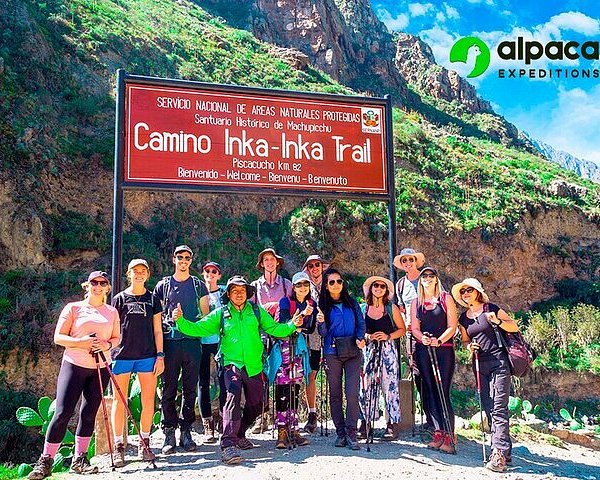 alpaca
EXPEDITIONS
SERVICIO NACIONAL DE AREAS NATURALES PROTEGIDAS
Santuario Histórico de Machupicchu
Camino Inka-Inka Trail
Piscacucho km. 82
Bienvenido - Welcome - Bienvenu - Benvenuto